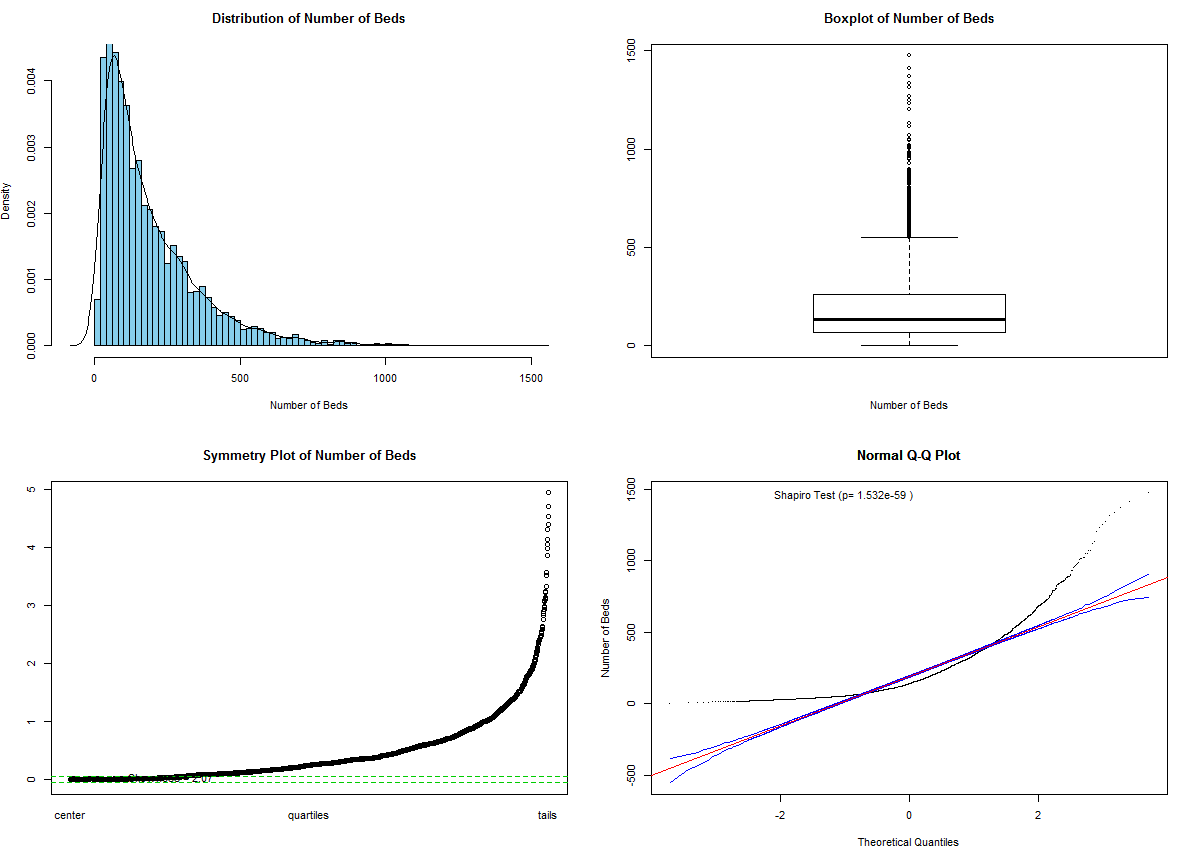 Distribution of Number of Beds
Density
0.000 0.001 0.002 0.003 0.004
0 500 1000 1500
Number of Beds
Boxplot of Number of Beds
0 500 1000 1500
Number of Beds
Symmetry Plot of Number of Beds
0 1 2 3 4 5
center quartiles tails
Normal Q-Q Plot
Shapiro Test (p= 1.532e-59 )
Number of Beds
-500 0 500 1000 1500
-2 0 2
Theoretical Quantiles